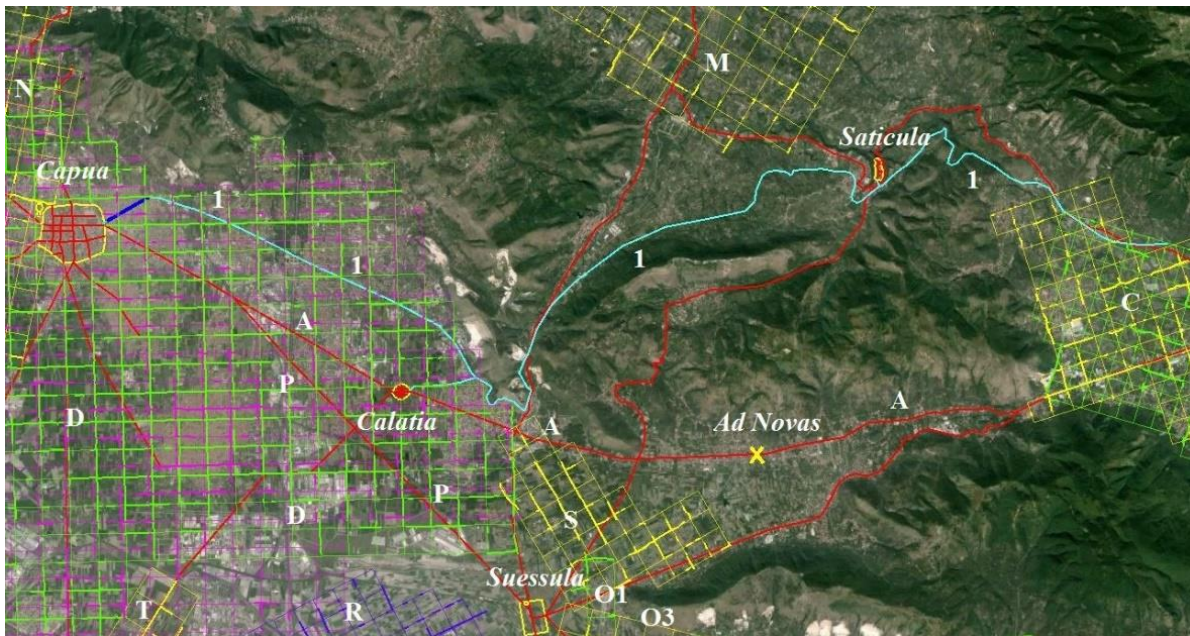 M
N
Saticula
Capua
1
1
1
1
C
A
P
Calatia
D
A
Ad Novas
A
P
D
S
Suessula
T
R
O1
O3